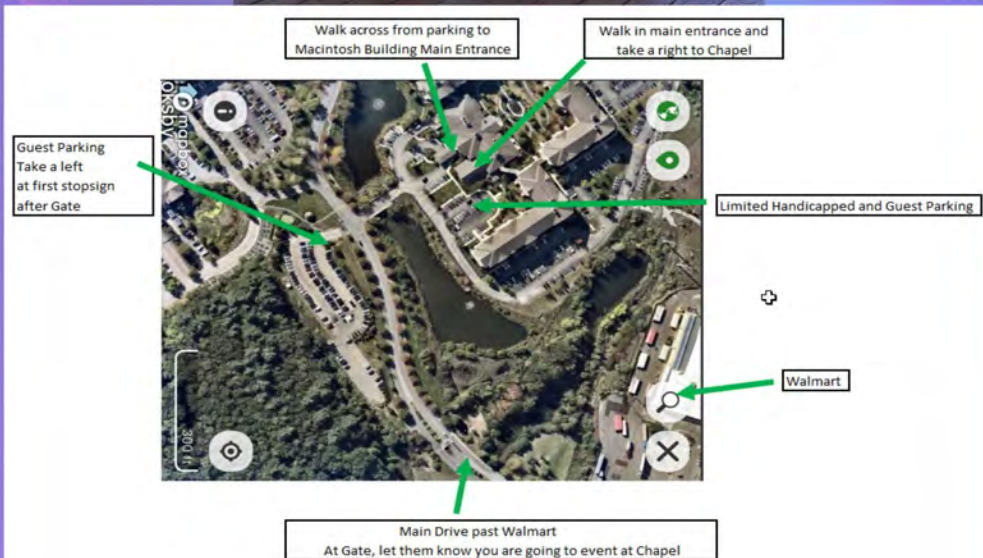 Walk across from parking to
Macintosh Building Main Entrance
Walk in main entrance and
take a right to Chapel
oksby
mapbox
Guest Parking
Take a left
at first stopsign
after Gate
Limited Handicapped and Guest Parking
Walmart
300 ft
Main Drive past Walmart
At Gate, let them know you are going to event at Chapel